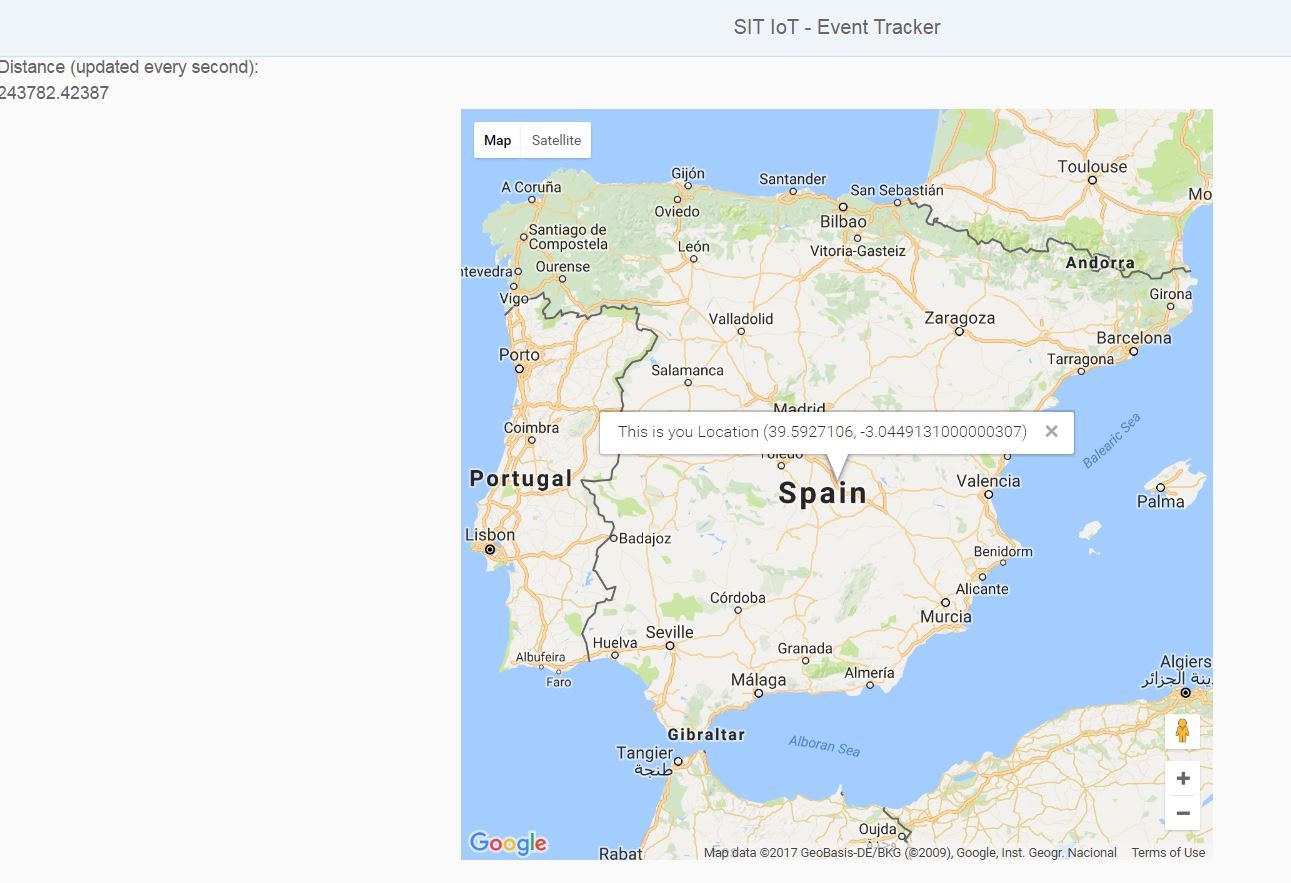 SIT IoT - Event Tracker
Distance (updated every second):
243782.42387
Map Satellite
Toulouse
Gijón
Santander
A Coruña
San Sebastián
Mo
Oviedo
Bilbao
Santiago de
Compostela
León
Vitoria-Gasteiz
Andorra
ntevedra
Ourense
Vigo
Girona
Valladolid
Zaragoza
Barcelona
Porto
Tarragona
Salamanca
Madrid
Coimbra
This is you Location (39.5927106, -3.0449131000000307)
Balearic Sea
Toledo
Portugal
Spain
Valencia
Palma
Lisbon
Badajoz
Benidorm
Alicante
Córdoba
Murcia
Seville
Huelva
Granada
Albufeira
Algiers
Faro
Málaga
Almería
ينة الجزائر
Gibraltar
Alboran Sea
Tangier
طنجة
Oujda
Google
Rabat
Map data ©2017 GeoBasis-DE/BKG (©2009), Google, Inst. Geogr. Nacional Terms of Use